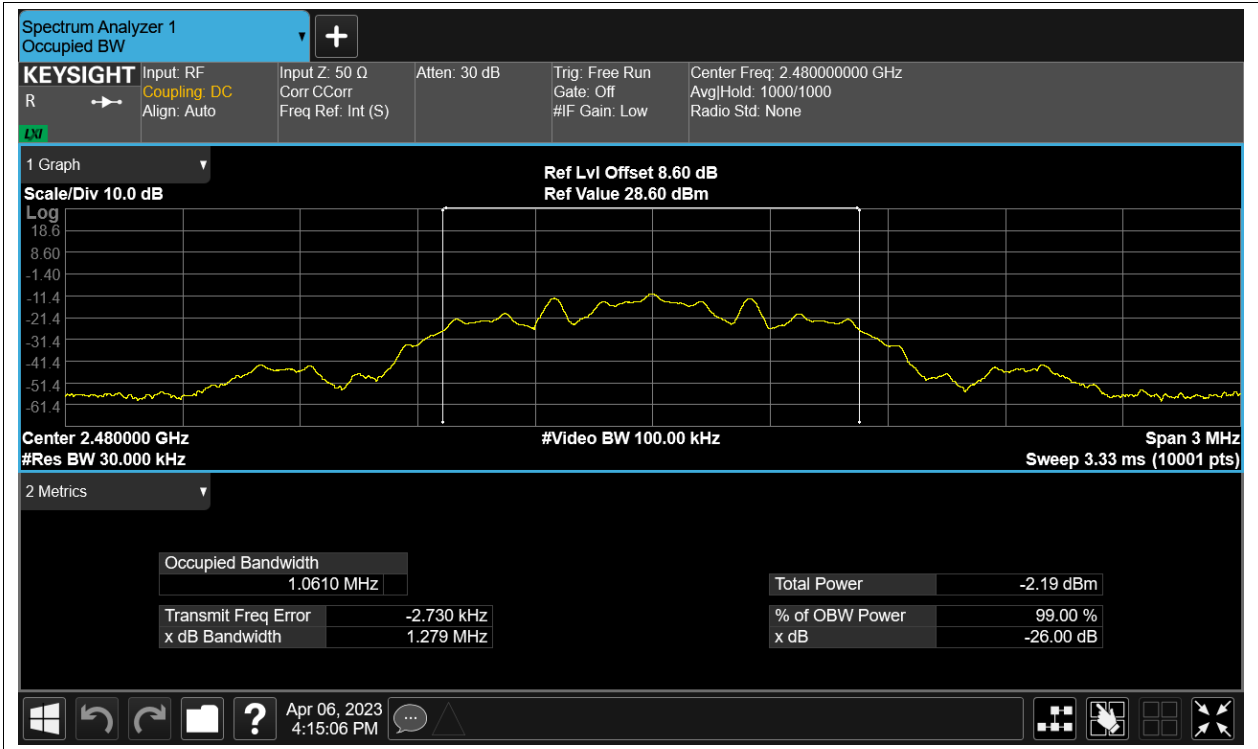 Spectrum Analyzer 1
Occupied BW
KEYSIGHT
R
LXI
Input: RF
Coupling: DC
Align: Auto
Input Z: 50 Ω
Corr CCorr
Freq Ref: Int (S)
Atten: 30 dB
Trig: Free Run
Gate: Off
#IF Gain: Low
Center Freq: 2.480000000 GHz
Avg|Hold: 1000/1000
Radio Std: None
1 Graph
Scale/Div 10.0 dB
Ref Lvl Offset 8.60 dB
Ref Value 28.60 dBm
Log
18.6
8.60
-1.40
-11.4
-21.4
-31.4
-41.4
-51.4
-61.4
Center 2.480000 GHz
#Res BW 30.000 kHz
#Video BW 100.00 kHz
Span 3 MHz
Sweep 3.33 ms (10001 pts)
2 Metrics
Occupied Bandwidth
1.0610 MHz
Transmit Freq Error -2.730 kHz
x dB Bandwidth 1.279 MHz
Total Power -2.19 dBm
% of OBW Power 99.00 %
x dB -26.00 dB
?
Apr 06, 2023
4:15:06 PM